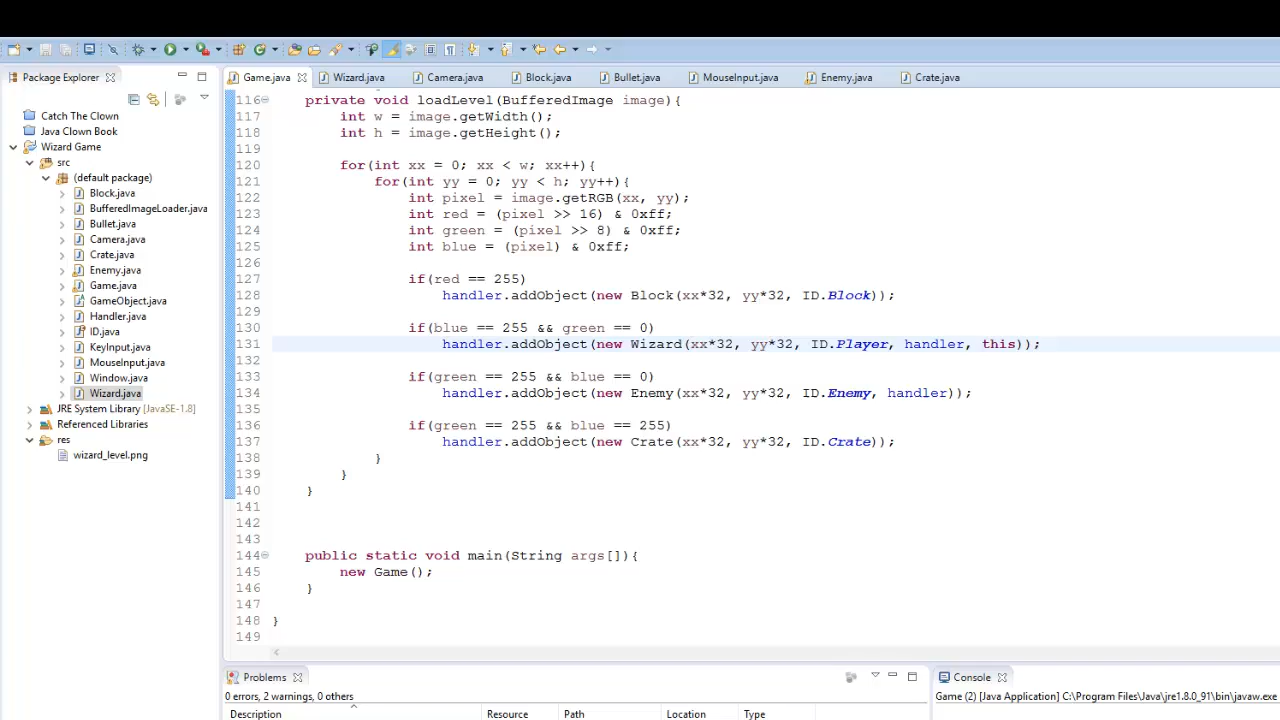 Package Explorer
Catch The Clown
Java Clown Book
Wizard Game
src
(default package)
Block.java
BufferedImageLoader.java
Bullet.java
Camera.java
Crate.java
Enemy.java
Game.java
GameObject.java
Handler.java
ID.java
KeyInput.java
MouseInput.java
Window.java
Wizard.java
JRE System Library [JavaSE-1.8]
Referenced Libraries
res
wizard_level.png
Game.java Wizard.java Camera.java Block.java Bullet.java MouseInput.java Enemy.java Crate.java
116 private void loadLevel(BufferedImage image){
117 int w = image.getWidth();
118 int h = image.getHeight();
119
120 for(int xx = 0; xx < w; xx++){
121 for(int yy = 0; yy < h; yy++){
122 int pixel = image.getRGB(xx, yy);
123 int red = (pixel >> 16) & 0xff;
124 int green = (pixel >> 8) & 0xff;
125 int blue = (pixel) & 0xff;
126
127 if(red == 255)
128 handler.addObject(new Block(xx*32, yy*32, ID.Block));
129
130 if(blue == 255 && green == 0)
131 handler.addObject(new Wizard(xx*32, yy*32, ID.Player, handler, this));
132
133 if(green == 255 && blue == 0)
134 handler.addObject(new Enemy(xx*32, yy*32, ID.Enemy, handler));
135
136 if(green == 255 && blue == 255)
137 handler.addObject(new Crate(xx*32, yy*32, ID.Crate));
138 }
139 }
140 }
141
142
143
144 public static void main(String args[]){
145 new Game();
146 }
147
148 }
149
Problems
0 errors, 2 warnings, 0 others
Description Resource Path Location Type
Console
Game (2) [Java Application] C:\Program Files\Java\jre1.8.0_91\bin\javaw.exe